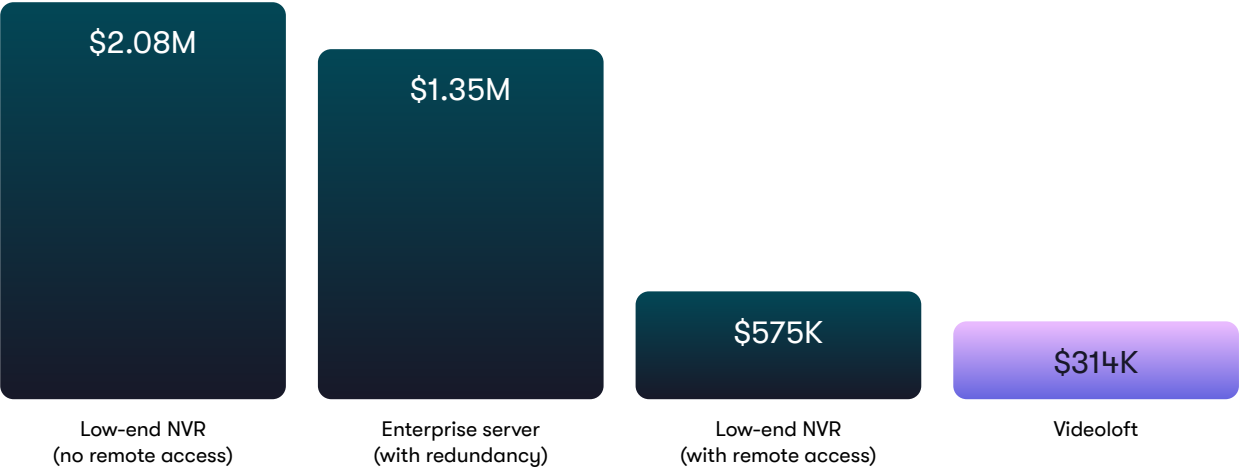 $2.08M
$1.35M
$575K
$314K
Low-end NVR
(no remote access)
Enterprise server
(with redundancy)
Low-end NVR
(with remote access)
Videoloft